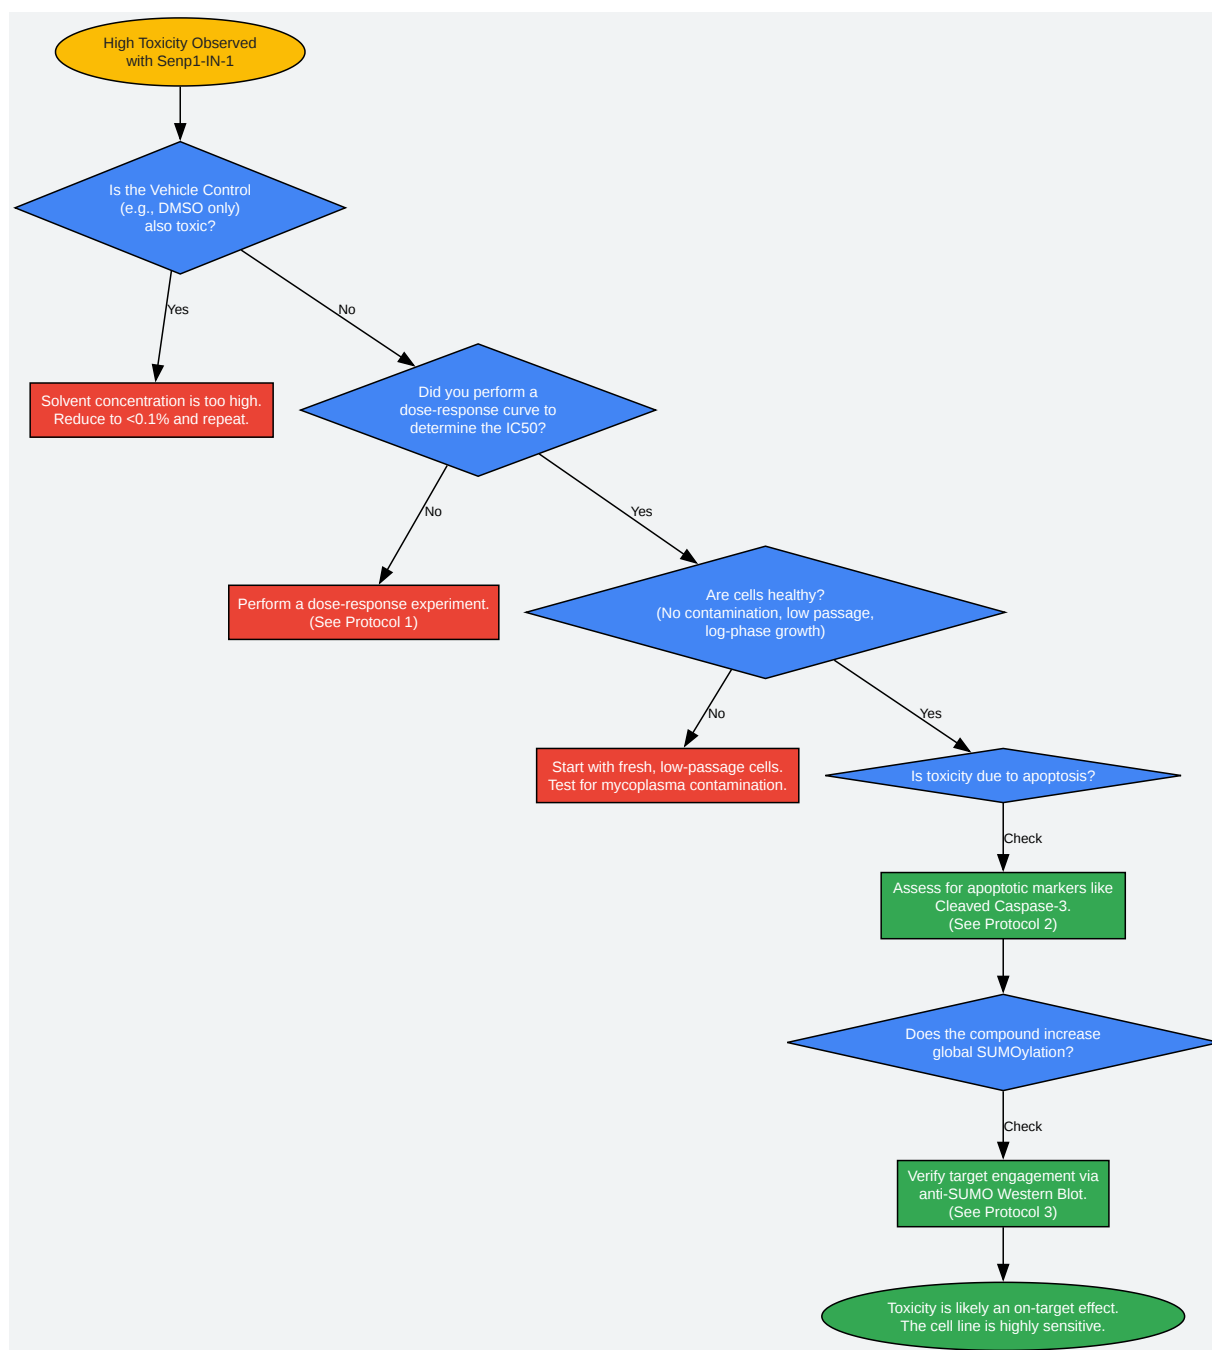 High Toxicity Observed
with Senp1-IN-1
Is the Vehicle Control
(e.g., DMSO only)
also toxic?
Yes
No
Solvent concentration is too high.
Reduce to <0.1% and repeat.
Did you perform a
dose-response curve to
determine the IC50?
No
Yes
Perform a dose-response experiment.
(See Protocol 1)
Are cells healthy?
(No contamination, low passage,
log-phase growth)
No
Yes
Start with fresh, low-passage cells.
Test for mycoplasma contamination.
Is toxicity due to apoptosis?
Check
Assess for apoptotic markers like
Cleaved Caspase-3.
(See Protocol 2)
Does the compound increase
global SUMOylation?
Check
Verify target engagement via
anti-SUMO Western Blot.
(See Protocol 3)
Toxicity is likely an on-target effect.
The cell line is highly sensitive.